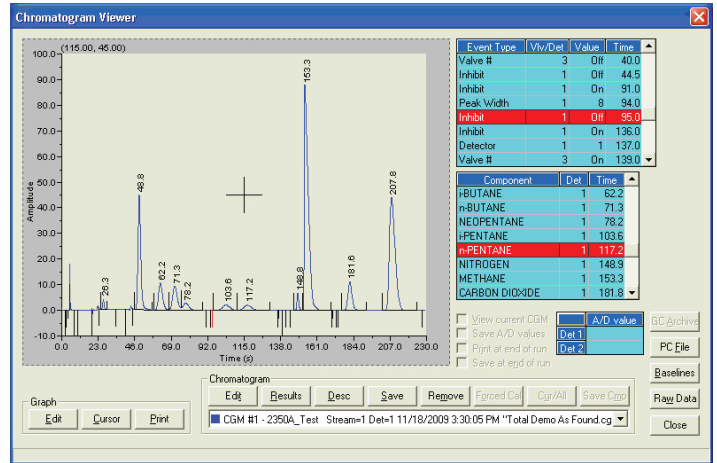 Chromatogram Viewer
(115.00, 45.00)
100.0
90.0
80.0
70.0
60.0
50.0
40.0
30.0
20.0
10.0
0.0
-10.0
Amplitude
26.3
48.8
62.2
71.3
78.2
103.6
117.2
148.8
153.3
181.6
207.8
0.0 23.0 46.0 69.0 92.0 115.0 138.0 161.0 184.0 207.0 230.0
Time (s)
Event Type Vlv/Det Value Time
Valve # 3 Off 40.0
Inhibit 1 Off 44.5
Inhibit 1 On 91.0
Peak Width 1 8 94.0
Inhibit 1 Off 95.0
Inhibit 1 On 136.0
Detector 1 1 137.0
Valve # 3 On 139.0
Component Det Time
i-BUTANE 1 62.2
n-BUTANE 1 71.3
NEOPENTANE 1 78.2
i-PENTANE 1 103.6
n-PENTANE 1 117.2
NITROGEN 1 148.9
METHANE 1 153.3
CARBON DIOXIDE 1 181.8
View current CGM
Save A/D values
Print at end of run
Save at end of run
A/D value
Det 1
Det 2
GC Archive
PC File
Baselines
Raw Data
Close
Graph
Edit Cursor Print
Chromatogram
Edit Results Desc Save Remove Forced Cal Cur/All Save Cmp
CGM #1 - 2350A_Test Stream=1 Det=1 11/18/2009 3:30:05 PM "Total Demo As Found.cg